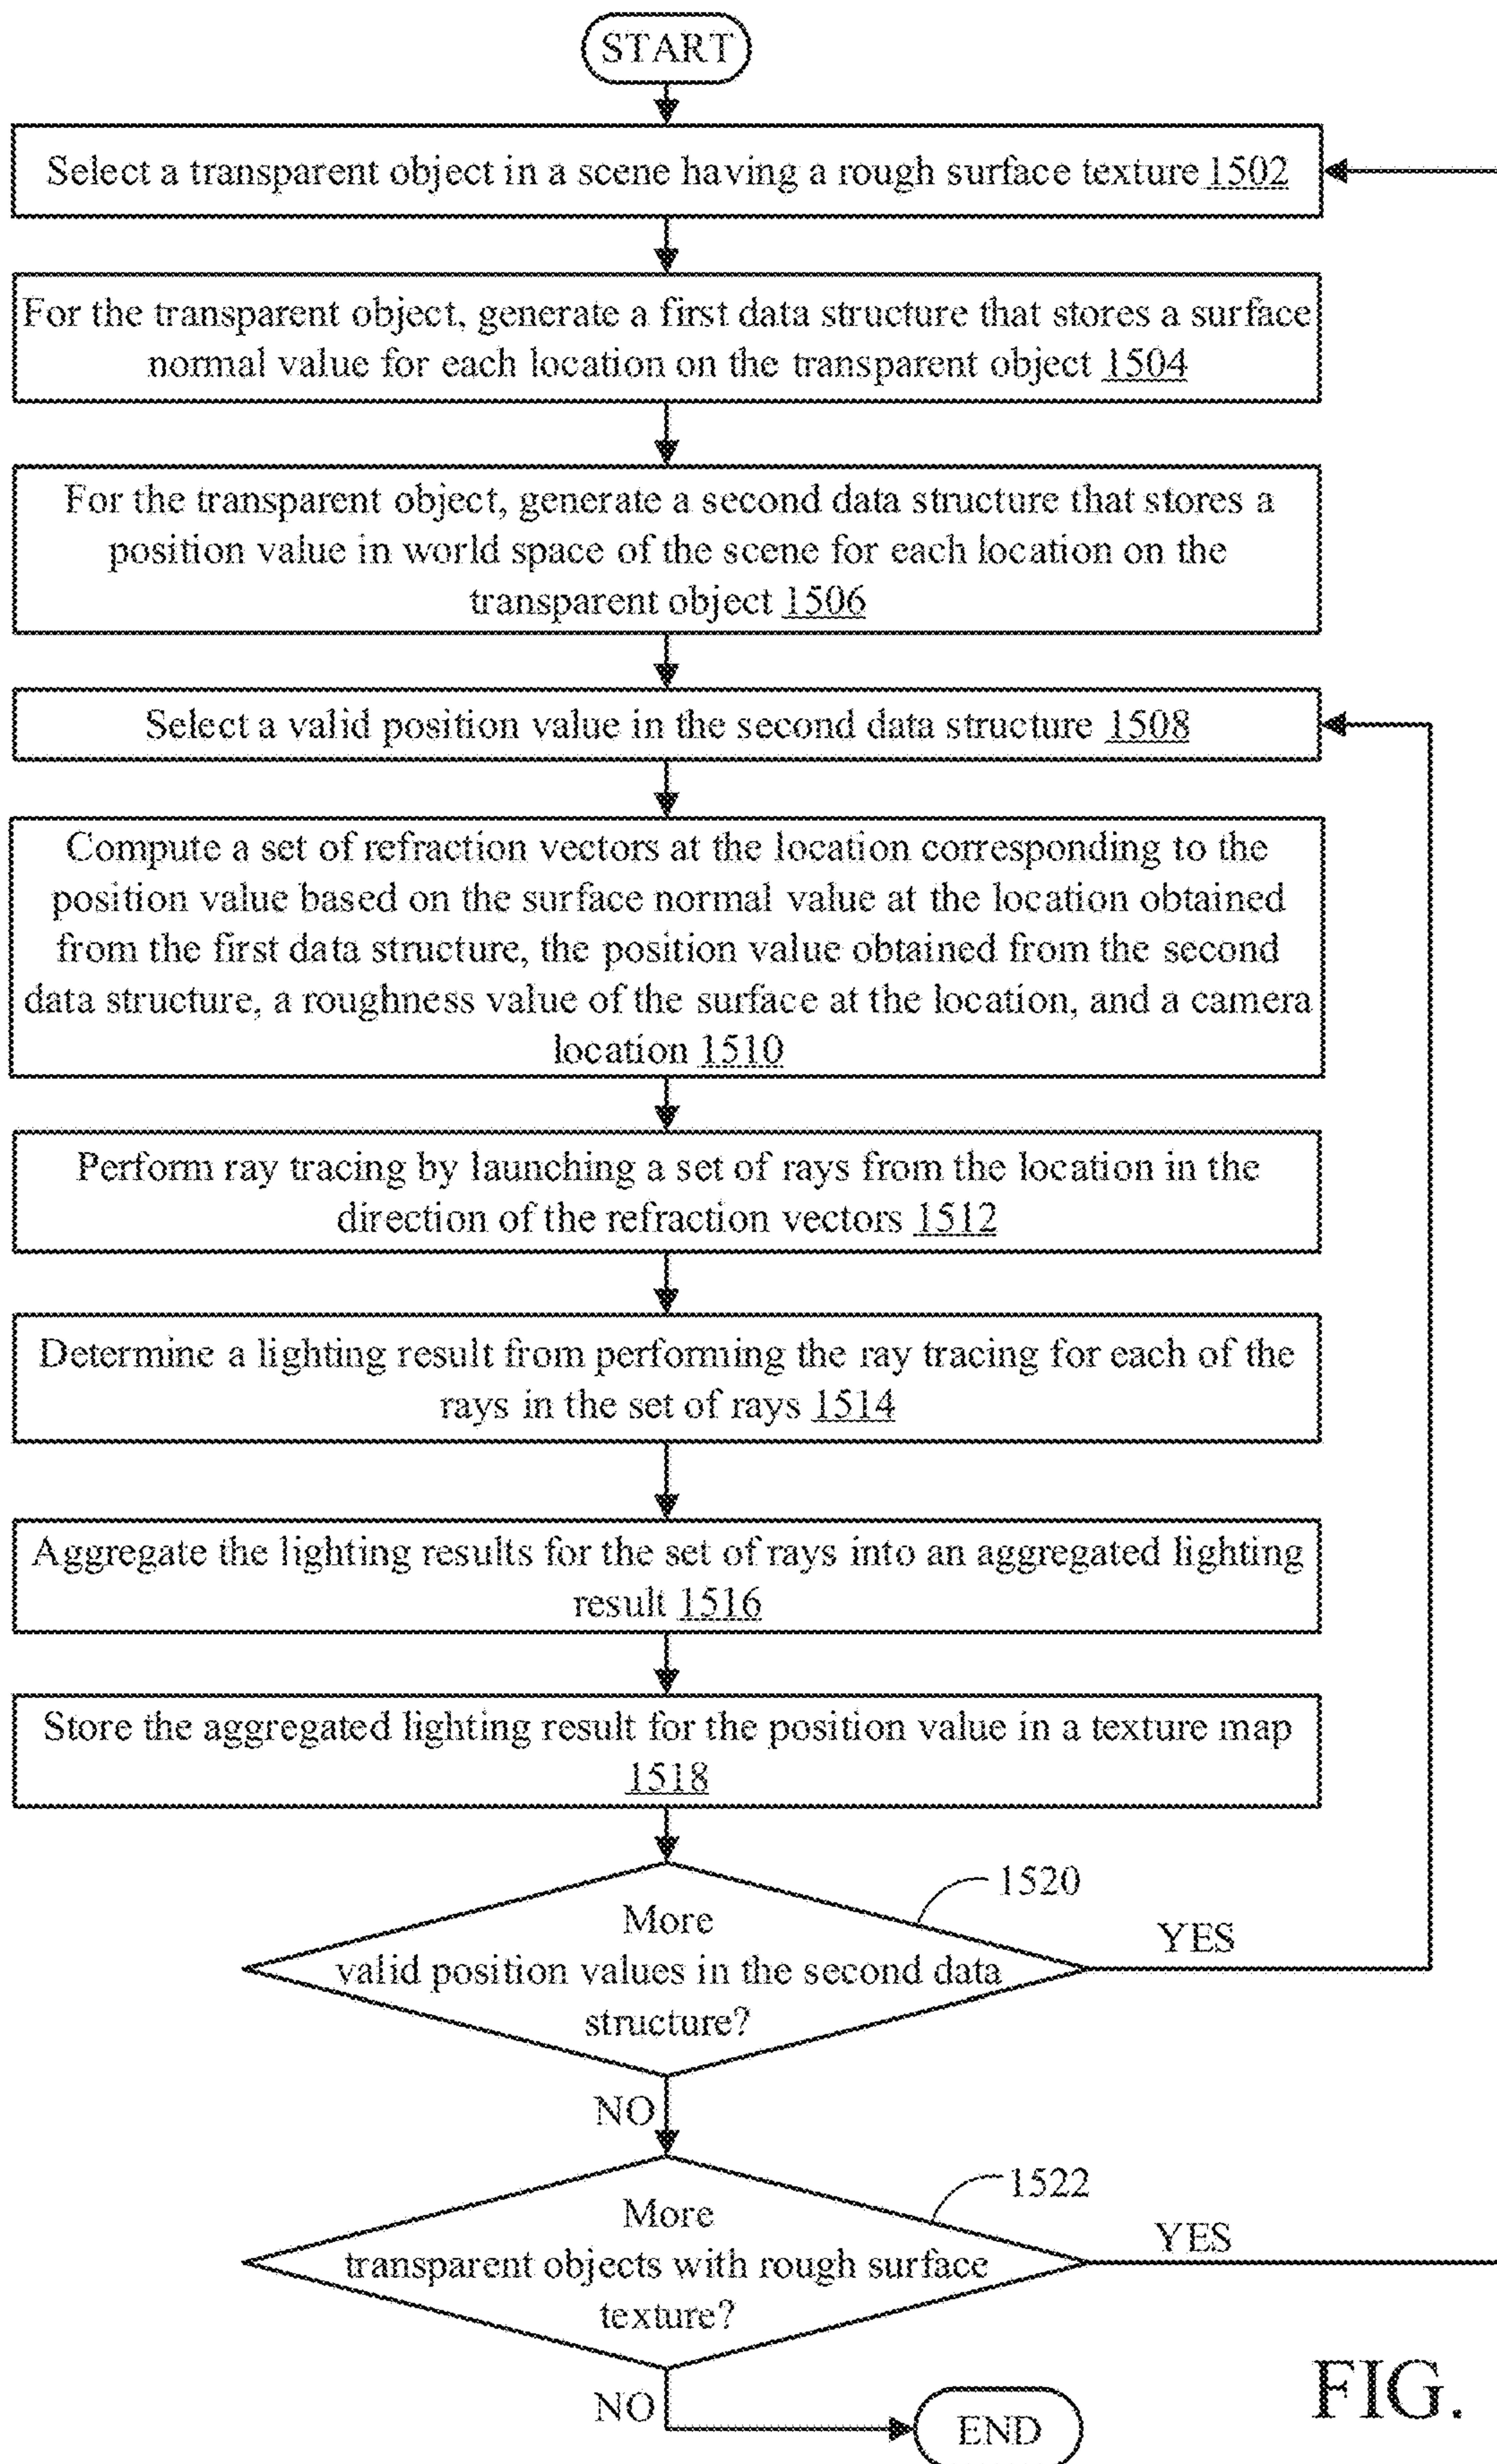 START
Select a transparent object in a scene having a rough surface texture 1502
For the transparent object, generate a first data structure that stores a surface
normal value for each location on the transparent object 1504
For the transparent object, generate a second data structure that stores a
position value in world space of the scene for each location on the
transparent object 1506
Select a valid position value in the second data structure 1508
Compute a set of refraction vectors at the location corresponding to the
position value based on the surface normal value at the location obtained
from the first data structure, the position value obtained from the second
data structure, a roughness value of the surface at the location, and a camera
location 1510
Perform ray tracing by launching a set of rays from the location in the
direction of the refraction vectors 1512
Determine a lighting result from performing the ray tracing for each of the
rays in the set of rays 1514
Aggregate the lighting results for the set of rays into an aggregated lighting
result 1516
Store the aggregated lighting result for the position value in a texture map
1518
1520
More
valid position values in the second data
structure?
YES
NO
1522
More
transparent objects with rough surface
texture?
YES
NO
END
FIG.